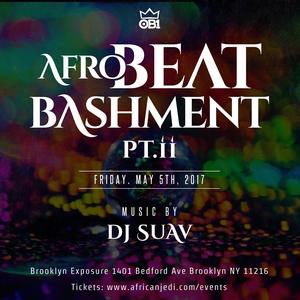 OB1
AFROBEAT
BASHMENT
PT.II
FRIDAY, MAY 5TH, 2017
MUSIC BY
DJ SUAV
Brooklyn Exposure 1401 Bedford Ave Brooklyn NY 11216
Tickets: www.africanjedi.com/events